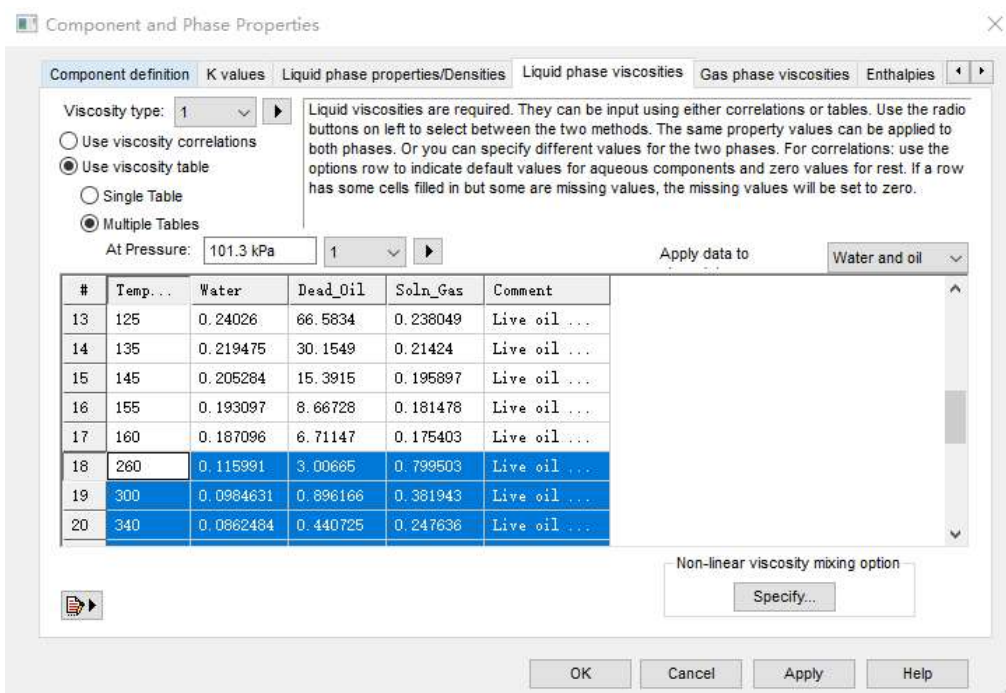 Component and Phase Properties
Component definition K values Liquid phase properties/Densities Liquid phase viscosities Gas phase viscosities Enthalpies
Viscosity type: 1
Liquid viscosities are required. They can be input using either correlations or tables. Use the radio
buttons on left to select between the two methods. The same property values can be applied to
both phases. Or you can specify different values for the two phases. For correlations: use the
options row to indicate default values for aqueous components and zero values for rest. If a row
has some cells filled in but some are missing values, the missing values will be set to zero.
Use viscosity correlations
Use viscosity table
Single Table
Multiple Tables
At Pressure: 101.3 kPa 1 Apply data to Water and oil
# Temp... Water Dead_Oil Soln_Gas Comment
13 125 0.24026 66.5834 0.238049 Live oil ...
14 135 0.219475 30.1549 0.21424 Live oil ...
15 145 0.205284 15.3915 0.195897 Live oil ...
16 155 0.193097 8.66728 0.181478 Live oil ...
17 160 0.187096 6.71147 0.175403 Live oil ...
18 260 0.115991 3.00665 0.799503 Live oil ...
19 300 0.0984631 0.896166 0.381943 Live oil ...
20 340 0.0862484 0.440725 0.247636 Live oil ...
Non-linear viscosity mixing option
Specify...
OK Cancel Apply Help